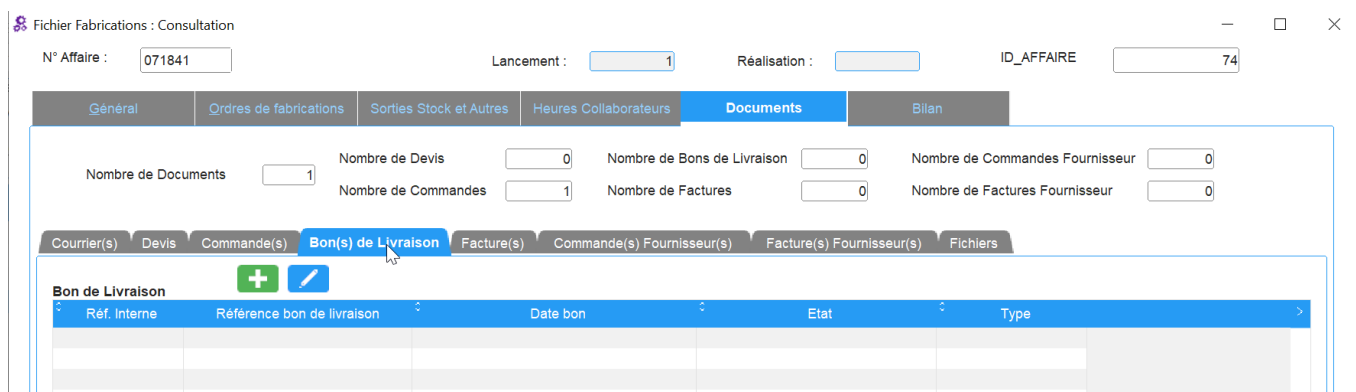 Fichier Fabrications : Consultation
N° Affaire : 071841 Lancement : 1 Réalisation : ID_AFFAIRE 74
Général Ordres de fabrications Sorties Stock et Autres Heures Collaborateurs Documents Bilan
Nombre de Documents 1
Nombre de Devis 0 Nombre de Bons de Livraison 0 Nombre de Commandes Fournisseur 0
Nombre de Commandes 1 Nombre de Factures 0 Nombre de Factures Fournisseur 0
Courrier(s) Devis Commande(s) Bon(s) de Livraison Facture(s) Commande(s) Fournisseur(s) Facture(s) Fournisseur(s) Fichiers
Bon de Livraison
Réf. Interne Référence bon de livraison Date bon Etat Type